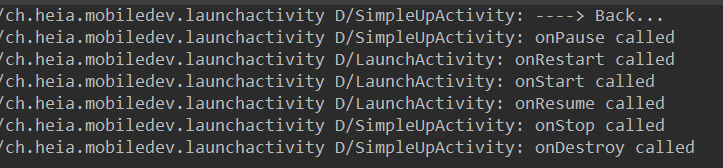 /ch.heia.mobiledev.launchactivity D/SimpleUpActivity: ----> Back...
/ch.heia.mobiledev.launchactivity D/SimpleUpActivity: onPause called
/ch.heia.mobiledev.launchactivity D/LaunchActivity: onRestart called
/ch.heia.mobiledev.launchactivity D/LaunchActivity: onStart called
/ch.heia.mobiledev.launchactivity D/LaunchActivity: onResume called
/ch.heia.mobiledev.launchactivity D/SimpleUpActivity: onStop called
/ch.heia.mobiledev.launchactivity D/SimpleUpActivity: onDestroy called